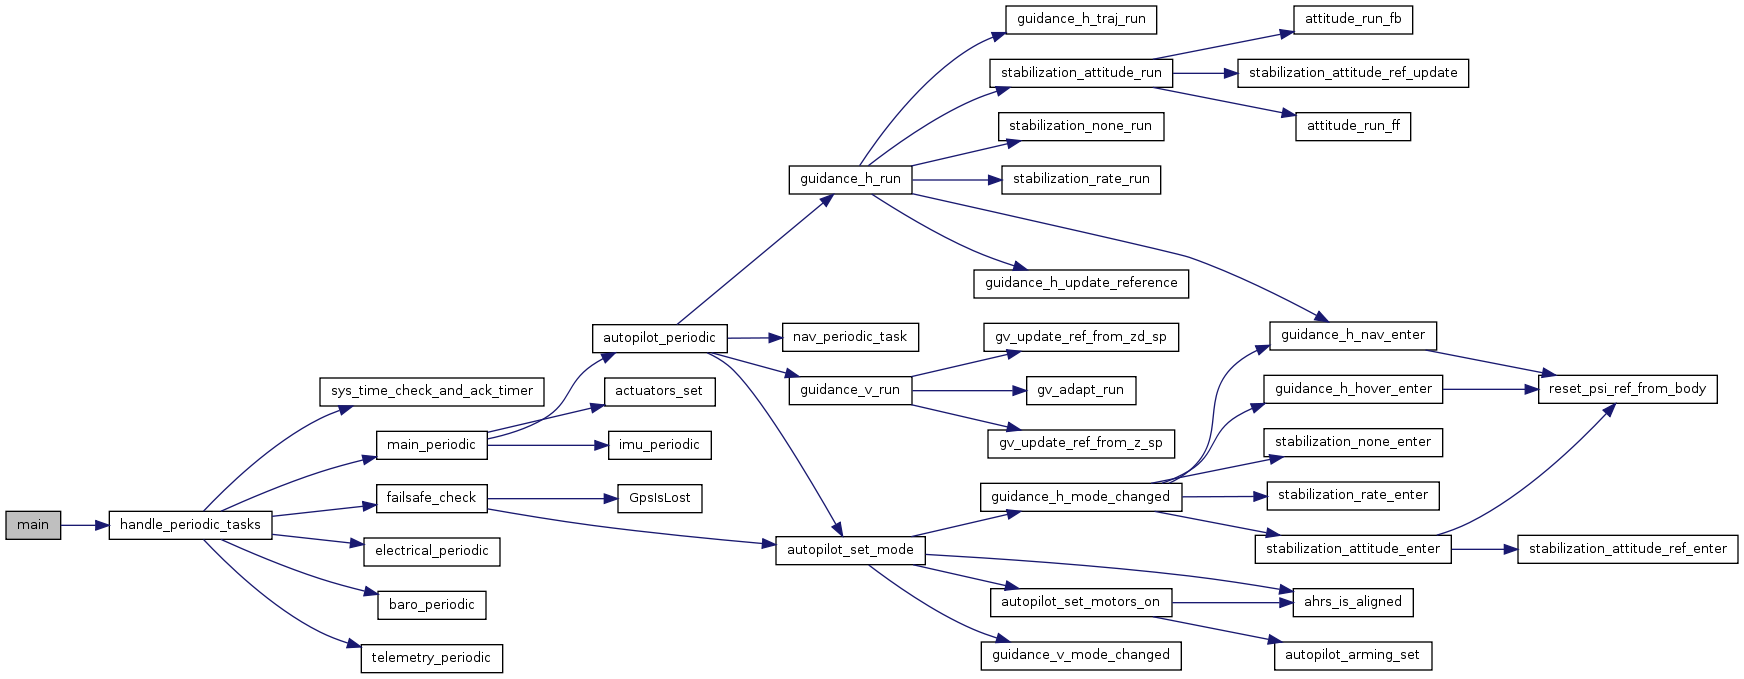 main
handle_periodic_tasks
sys_time_check_and_ack_timer
main_periodic
failsafe_check
electrical_periodic
baro_periodic
telemetry_periodic
autopilot_periodic
actuators_set
imu_periodic
GpsIsLost
guidance_h_run
nav_periodic_task
guidance_v_run
autopilot_set_mode
guidance_h_traj_run
stabilization_attitude_run
stabilization_none_run
stabilization_rate_run
guidance_h_update_reference
gv_update_ref_from_zd_sp
gv_adapt_run
gv_update_ref_from_z_sp
guidance_h_mode_changed
autopilot_set_motors_on
guidance_v_mode_changed
attitude_run_fb
stabilization_attitude_ref_update
attitude_run_ff
guidance_h_nav_enter
guidance_h_hover_enter
stabilization_none_enter
stabilization_rate_enter
stabilization_attitude_enter
ahrs_is_aligned
autopilot_arming_set
reset_psi_ref_from_body
stabilization_attitude_ref_enter